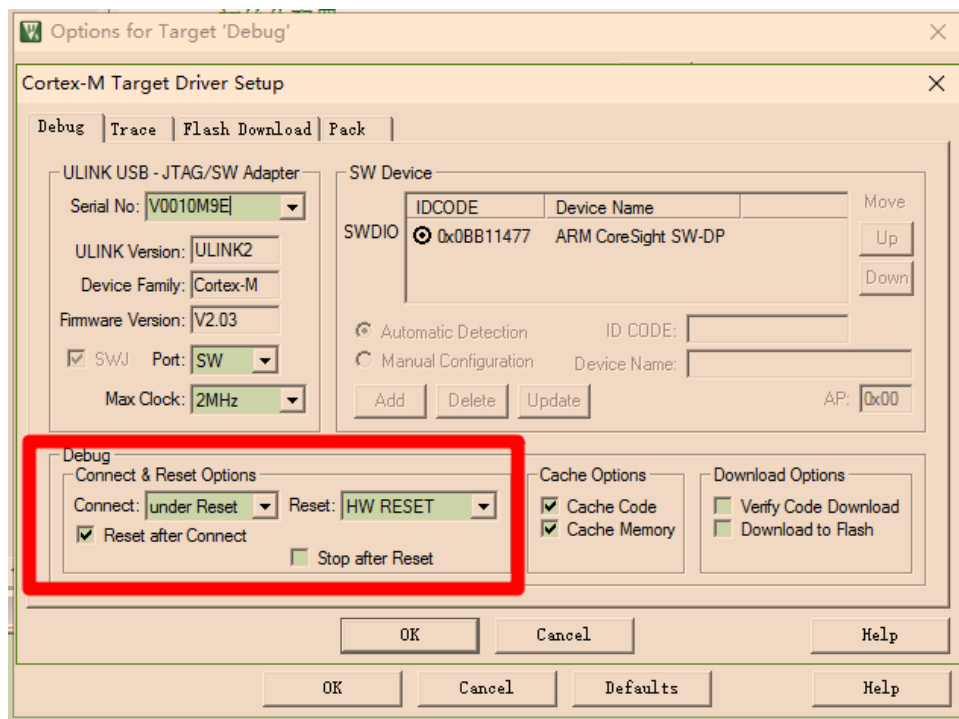 Options for Target 'Debug'
Cortex-M Target Driver Setup
Debug Trace Flash Download Pack
ULINK USB - JTAG/SW Adapter
Serial No: V0010M9E
ULINK Version: ULINK2
Device Family: Cortex-M
Firmware Version: V2.03
SWJ Port: SW
Max Clock: 2MHz
SW Device
IDCODE Device Name
SWDIO 0x0BB11477 ARM CoreSight SW-DP
Move
Up
Down
Automatic Detection ID CODE:
Manual Configuration Device Name:
Add Delete Update AP: 0x00
Debug
Connect & Reset Options
Connect: under Reset Reset: HW RESET
Reset after Connect
Stop after Reset
Cache Options
Cache Code
Cache Memory
Download Options
Verify Code Download
Download to Flash
OK Cancel Help
OK Cancel Defaults Help